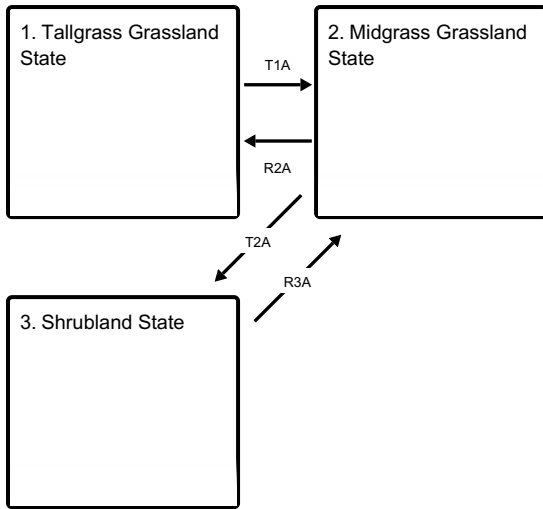 1. Tallgrass Grassland
State
2. Midgrass Grassland
State
T1A
R2A
T2A
R3A
3. Shrubland State